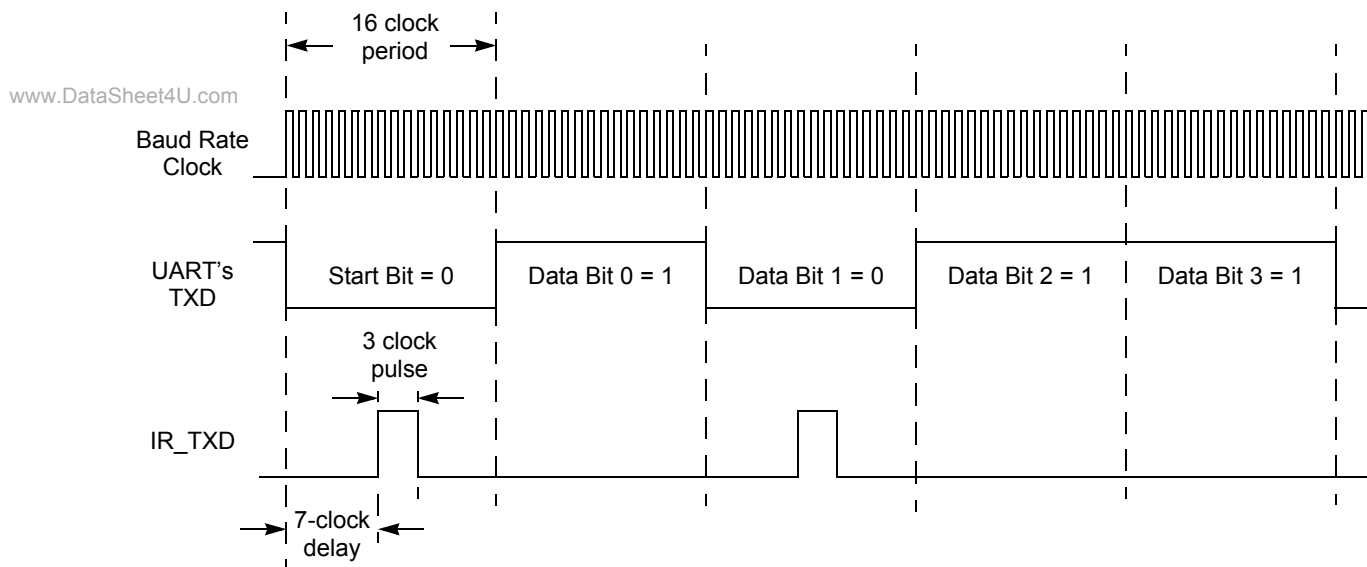 16 clock
period
www.DataSheet4U.com
Baud Rate
Clock
UART's
TXD
Start Bit = 0
Data Bit 0 = 1
Data Bit 1 = 0
Data Bit 2 = 1
Data Bit 3 = 1
3 clock
pulse
IR_TXD
7-clock
delay